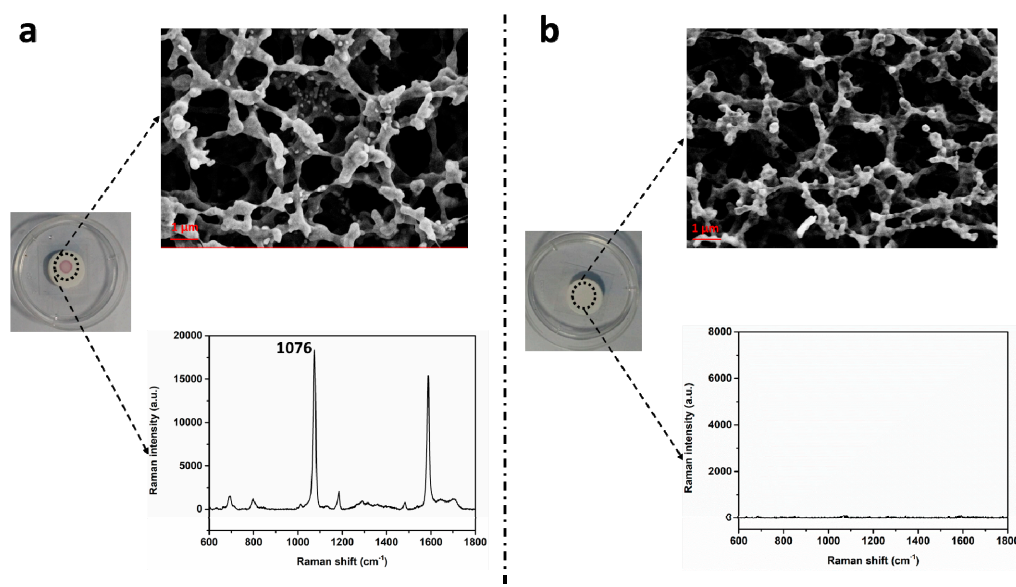 a
1 μm
1076
20000
15000
10000
5000
0
Raman intensity (a.u.)
600 800 1000 1200 1400 1600 1800
Raman shift (cm-1)
b
1 μm
8000
6000
4000
2000
0
Raman intensity (a.u.)
600 800 1000 1200 1400 1600 1800
Raman shift (cm-1)